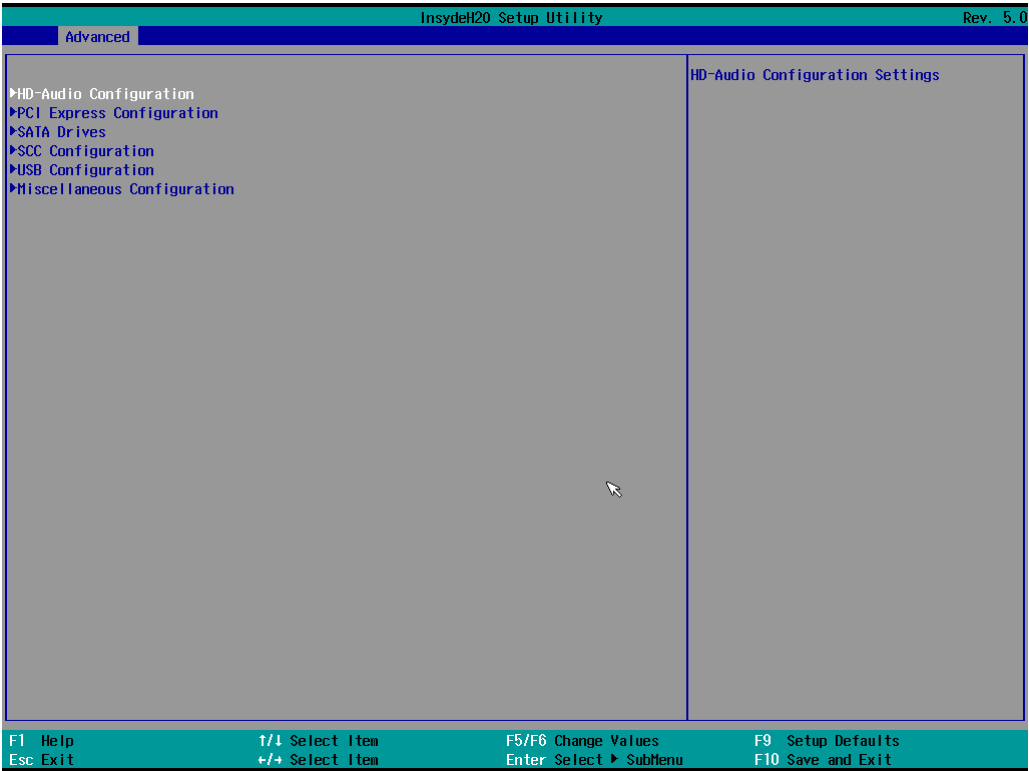 InsydeH20 Setup Utility Rev. 5.0
Advanced
HD-Audio Configuration Settings
▶HD-Audio Configuration
▶PCI Express Configuration
▶SATA Drives
▶SCC Configuration
▶USB Configuration
▶Miscellaneous Configuration
F1 Help ↑/↓ Select Item F5/F6 Change Values F9 Setup Defaults
Esc Exit ←/→ Select Item Enter Select ▶ SubMenu F10 Save and Exit